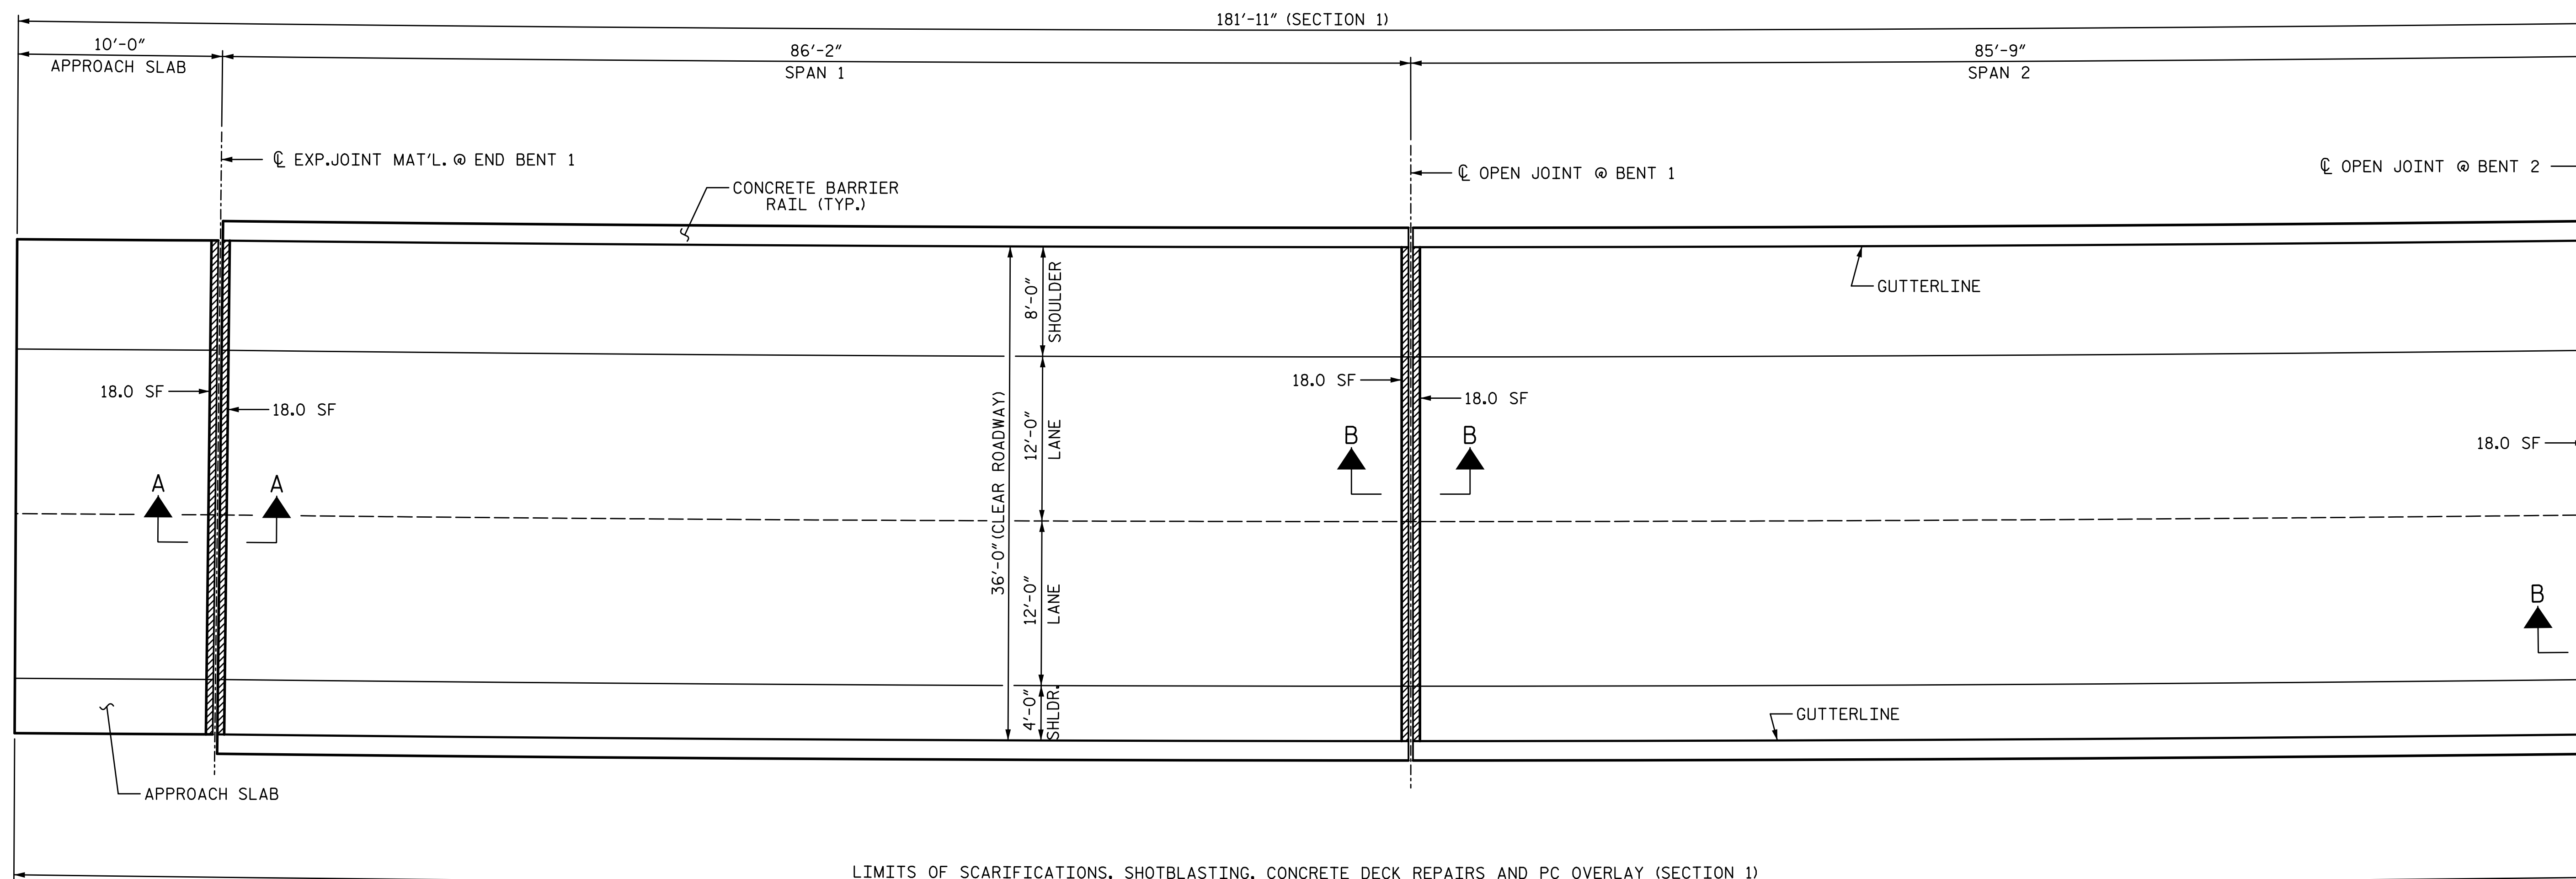 181'-11" (SECTION 1)
10'-0"
APPROACH SLAB
86'-2"
SPAN 1
85'-9"
SPAN 2
℄ EXP.JOINT MAT'L. @ END BENT 1
CONCRETE BARRIER
RAIL (TYP.)
℄ OPEN JOINT @ BENT 1
℄ OPEN JOINT @ BENT 2
8'-0"
SHOULDER
GUTTERLINE
18.0 SF
18.0 SF
36'-0" (CLEAR ROADWAY)
12'-0"
LANE
18.0 SF
18.0 SF
18.0 SF
B
B
A
A
12'-0"
LANE
B
4'-0"
SHLDR.
GUTTERLINE
APPROACH SLAB
LIMITS OF SCARIFICATIONS, SHOTBLASTING, CONCRETE DECK REPAIRS AND PC OVERLAY (SECTION 1)